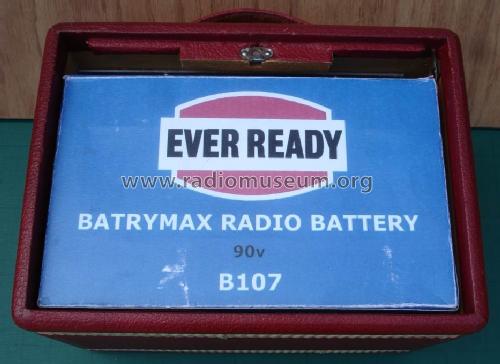 EVER READY
www.radiomuseum.org
BATRYMAX RADIO BATTERY
90v
B107